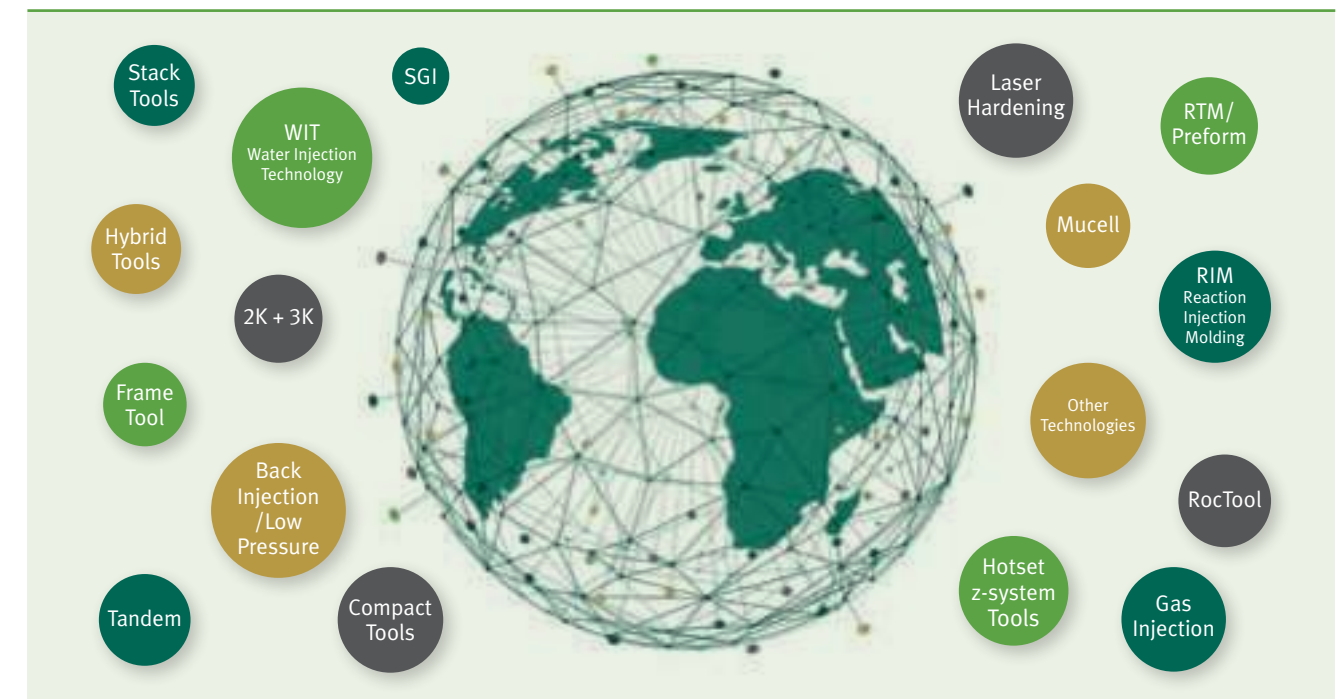 Stack
Tools
SGI
WIT
Water Injection
Technology
Hybrid
Tools
2K + 3K
Frame
Tool
Back
Injection
/Low
Pressure
Tandem
Compact
Tools
Laser
Hardening
RTM/
Preform
Mucell
RIM
Reaction
Injection
Molding
Other
Technologies
RocTool
Hotset
z-system
Tools
Gas
Injection